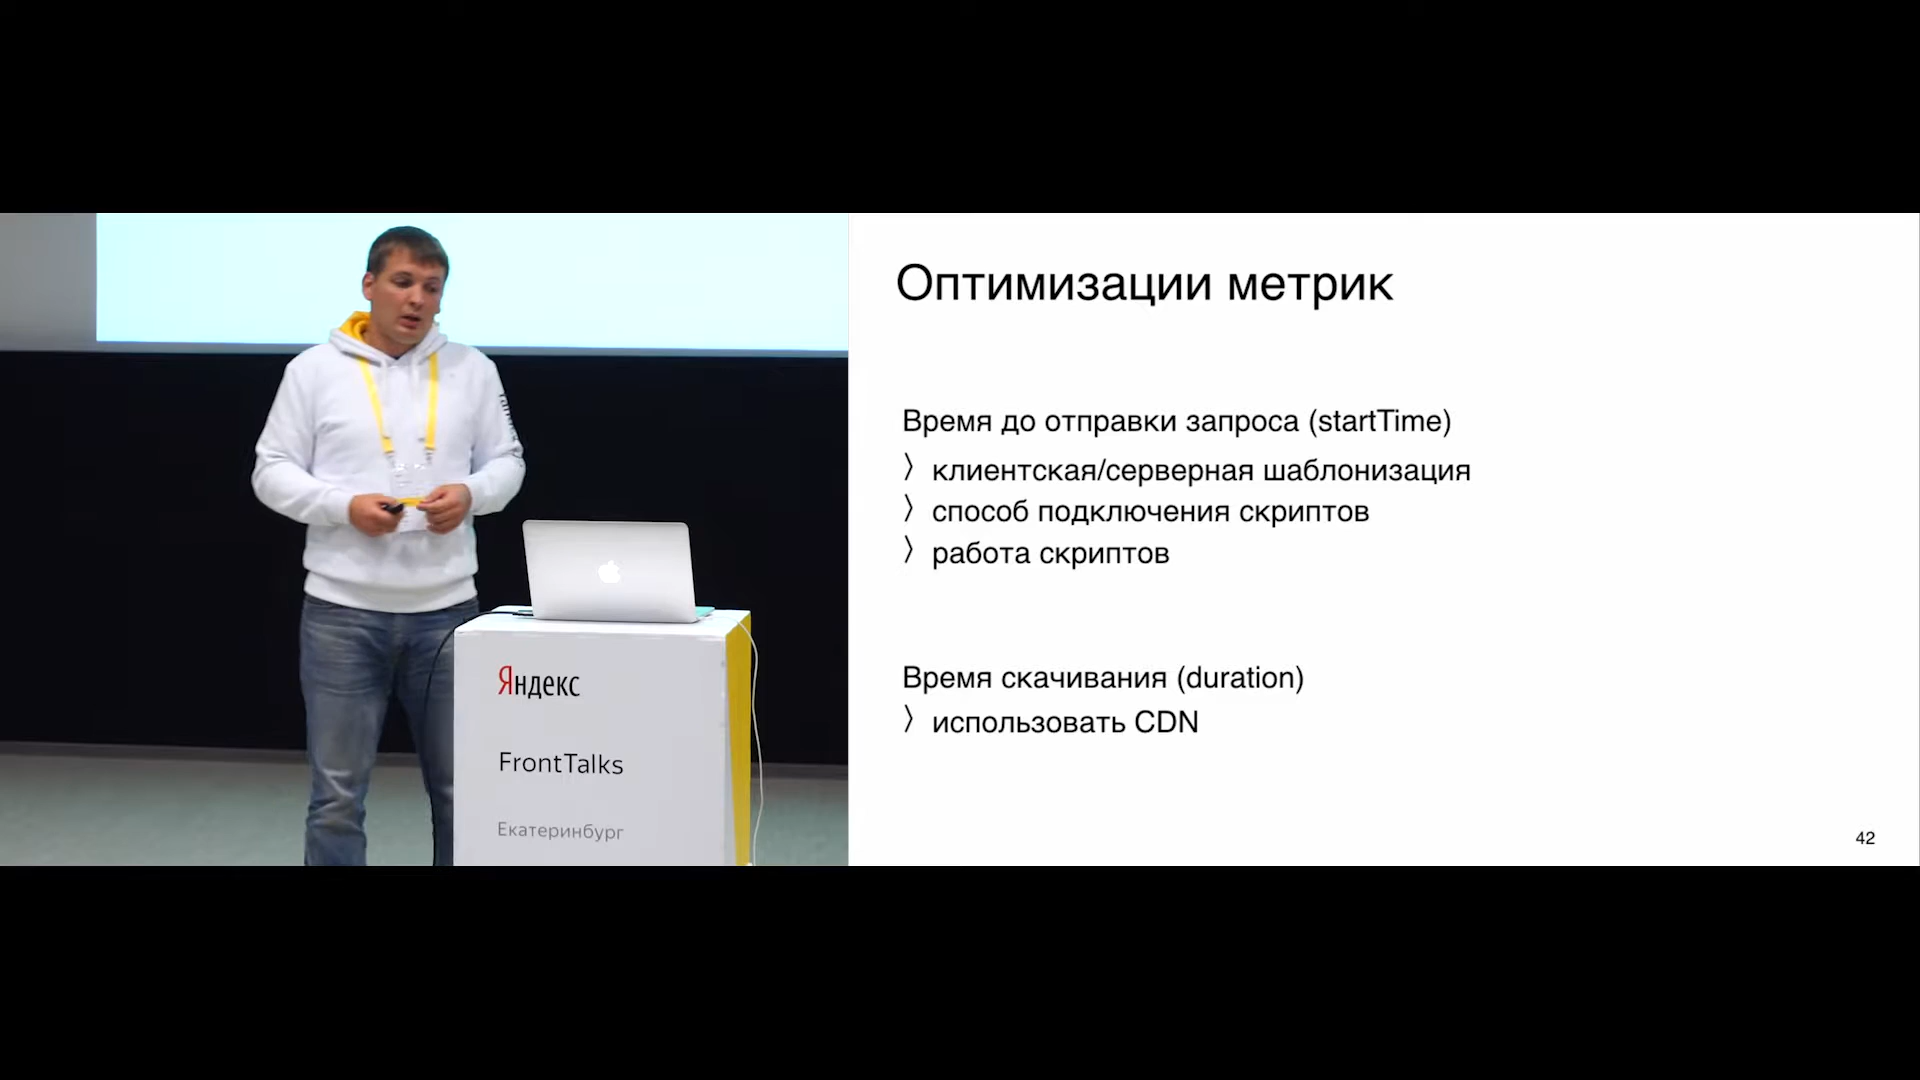 Оптимизации метрик
Время до отправки запроса (startTime)
〉 клиентская/серверная шаблонизация
〉 способ подключения скриптов
〉 работа скриптов
Время скачивания (duration)
〉 использовать CDN
42
Яндекс
FrontTalks
Екатеринбург